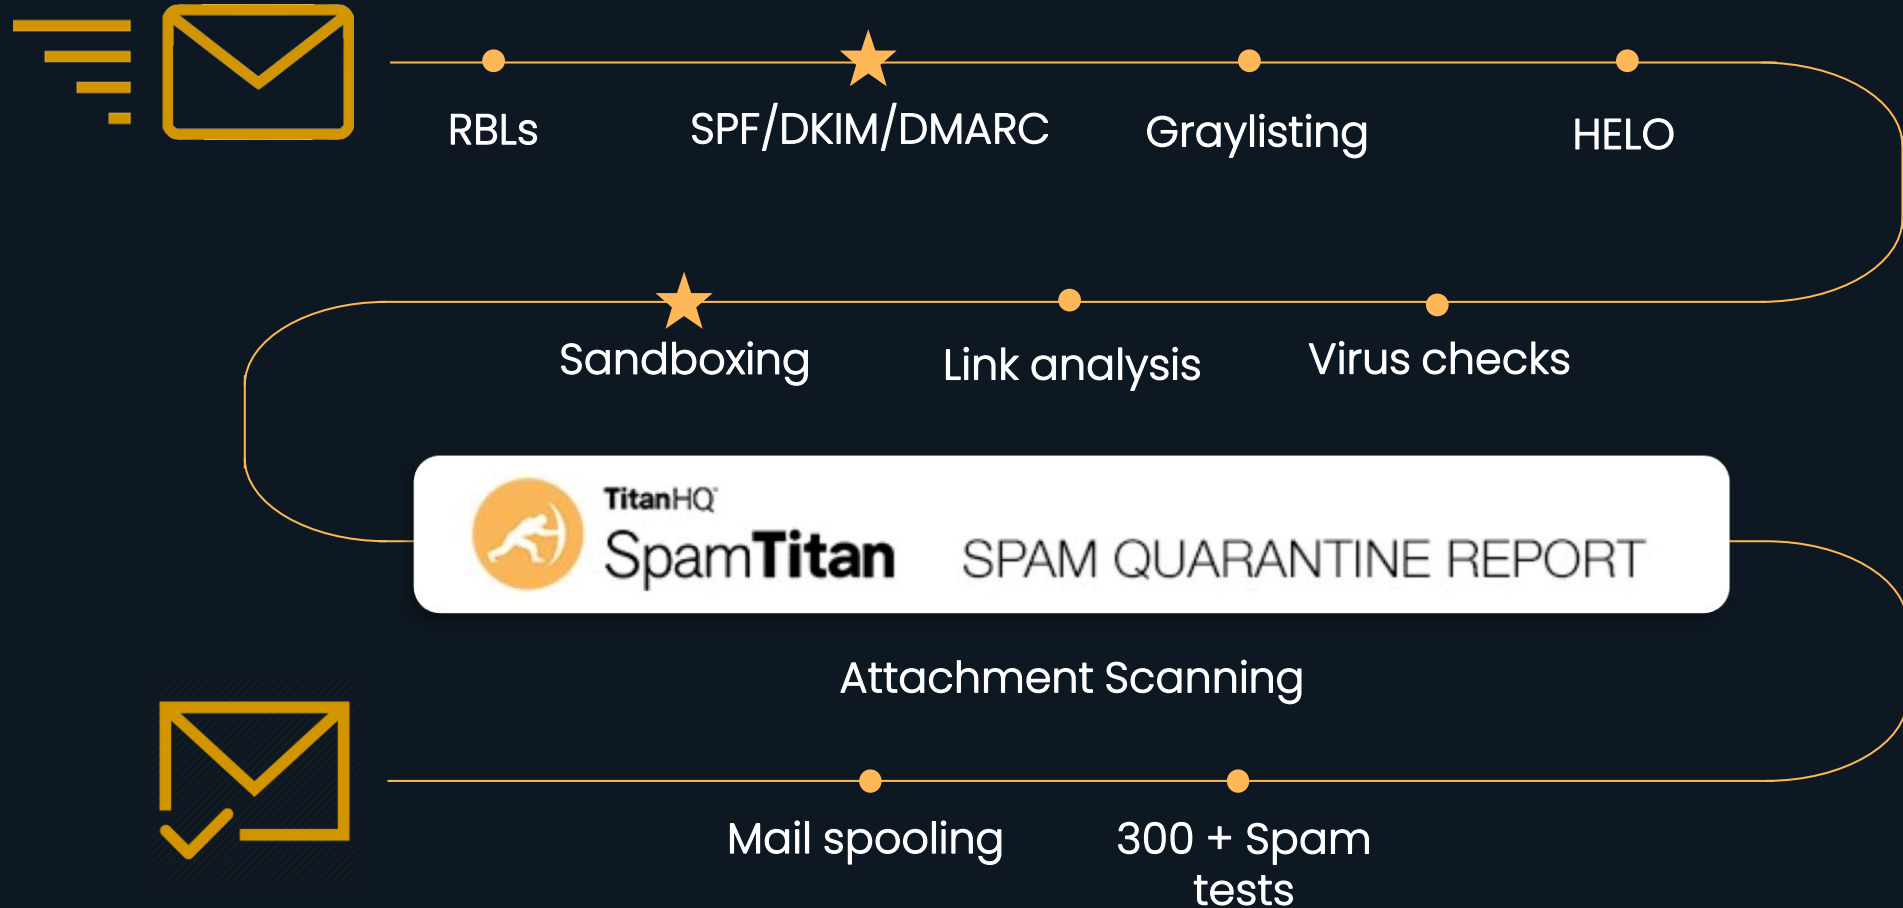 RBLs
SPF/DKIM/DMARC
Graylisting
HELO
Sandboxing
Link analysis
Virus checks
TitanHQ™
SpamTitan
SPAM QUARANTINE REPORT
Attachment Scanning
Mail spooling
300 + Spam
tests